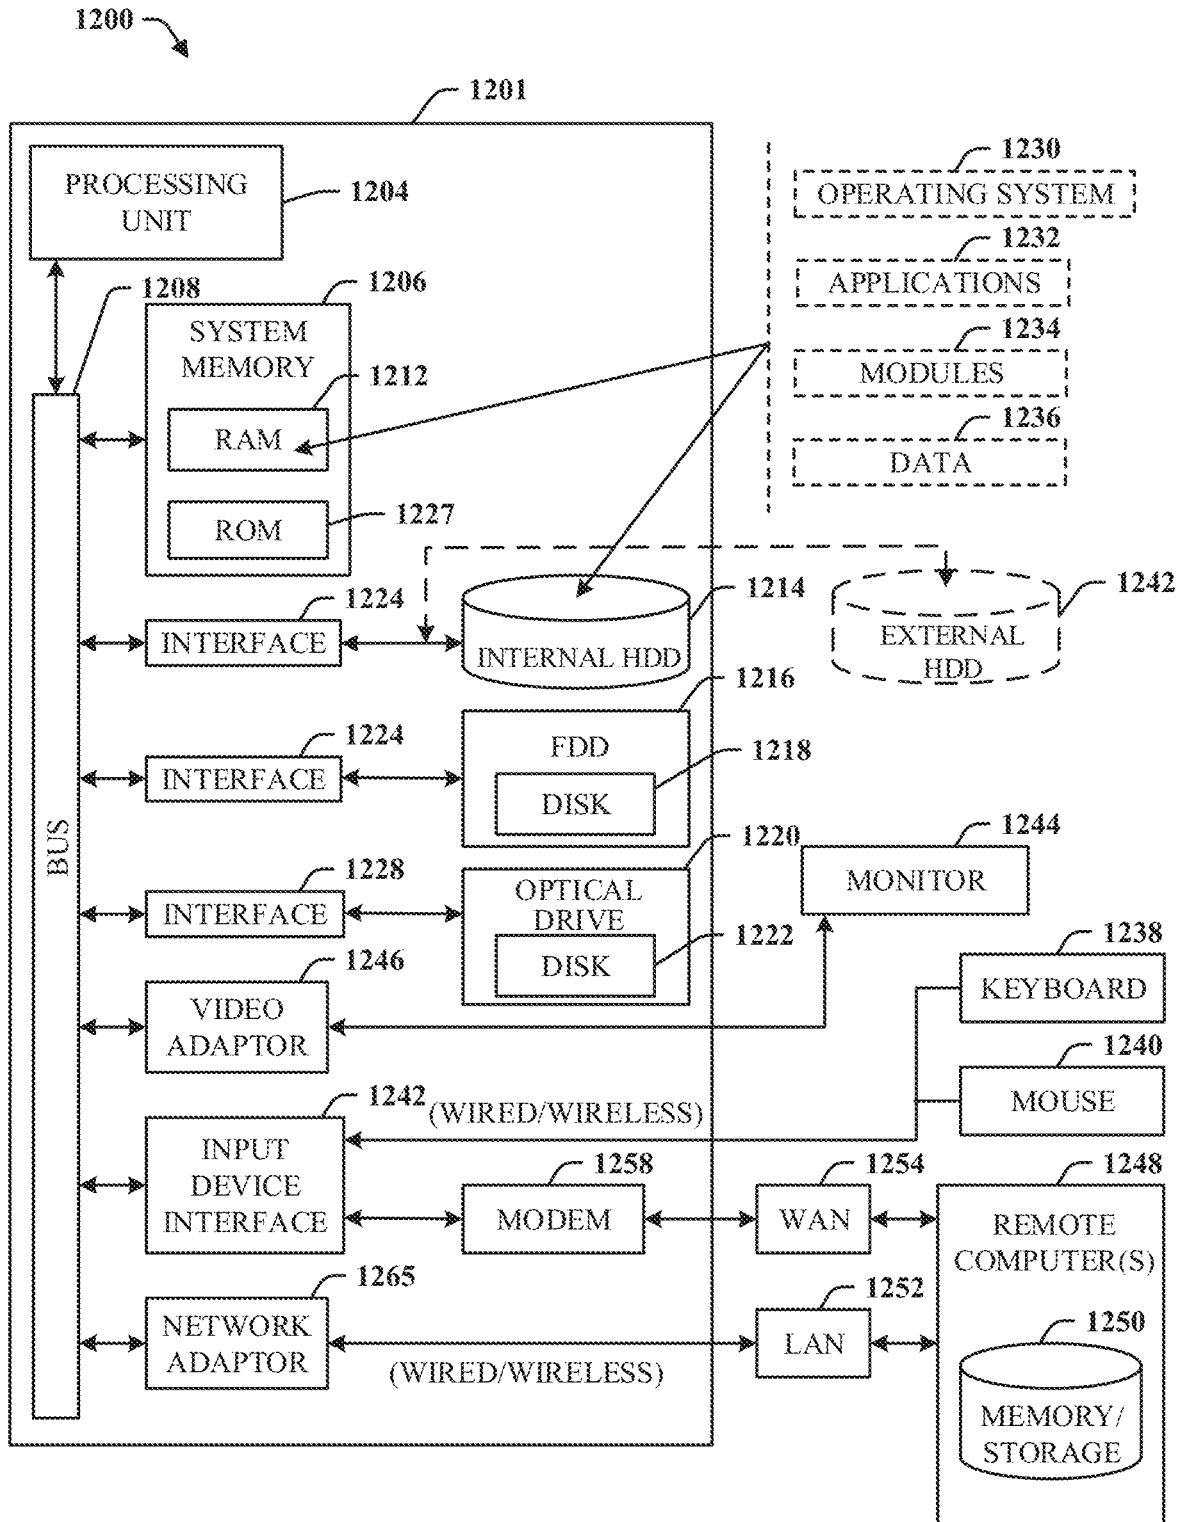 1200
1201
PROCESSING
UNIT
1204
1230
OPERATING SYSTEM
1232
APPLICATIONS
1234
MODULES
1236
DATA
1208
1206
SYSTEM
MEMORY
1212
RAM
1227
ROM
1224
INTERFACE
1214
INTERNAL HDD
1242
EXTERNAL
HDD
1216
1224
INTERFACE
FDD
1218
DISK
BUS
1220
1228
INTERFACE
OPTICAL
DRIVE
1222
DISK
1244
MONITOR
1246
VIDEO
ADAPTOR
1238
KEYBOARD
1240
MOUSE
1242
(WIRED/WIRELESS)
INPUT
DEVICE
INTERFACE
1258
MODEM
1254
WAN
1248
REMOTE
COMPUTER(S)
1265
NETWORK
ADAPTOR
(WIRED/WIRELESS)
1252
LAN
1250
MEMORY/
STORAGE